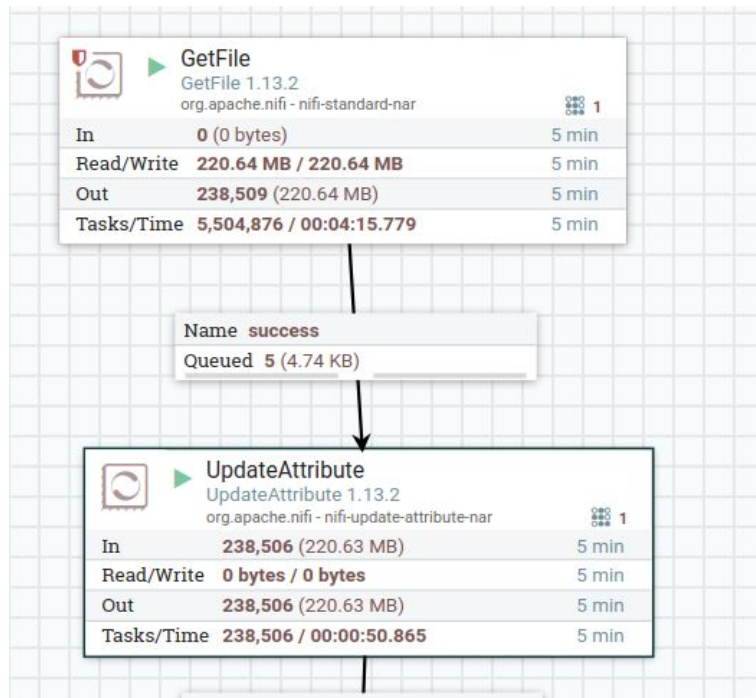 GetFile
GetFile 1.13.2
org.apache.nifi - nifi-standard-nar
1
In 0 (0 bytes) 5 min
Read/Write 220.64 MB / 220.64 MB 5 min
Out 238,509 (220.64 MB) 5 min
Tasks/Time 5,504,876 / 00:04:15.779 5 min
Name success
Queued 5 (4.74 KB)
UpdateAttribute
UpdateAttribute 1.13.2
org.apache.nifi - nifi-update-attribute-nar
1
In 238,506 (220.63 MB) 5 min
Read/Write 0 bytes / 0 bytes 5 min
Out 238,506 (220.63 MB) 5 min
Tasks/Time 238,506 / 00:00:50.865 5 min